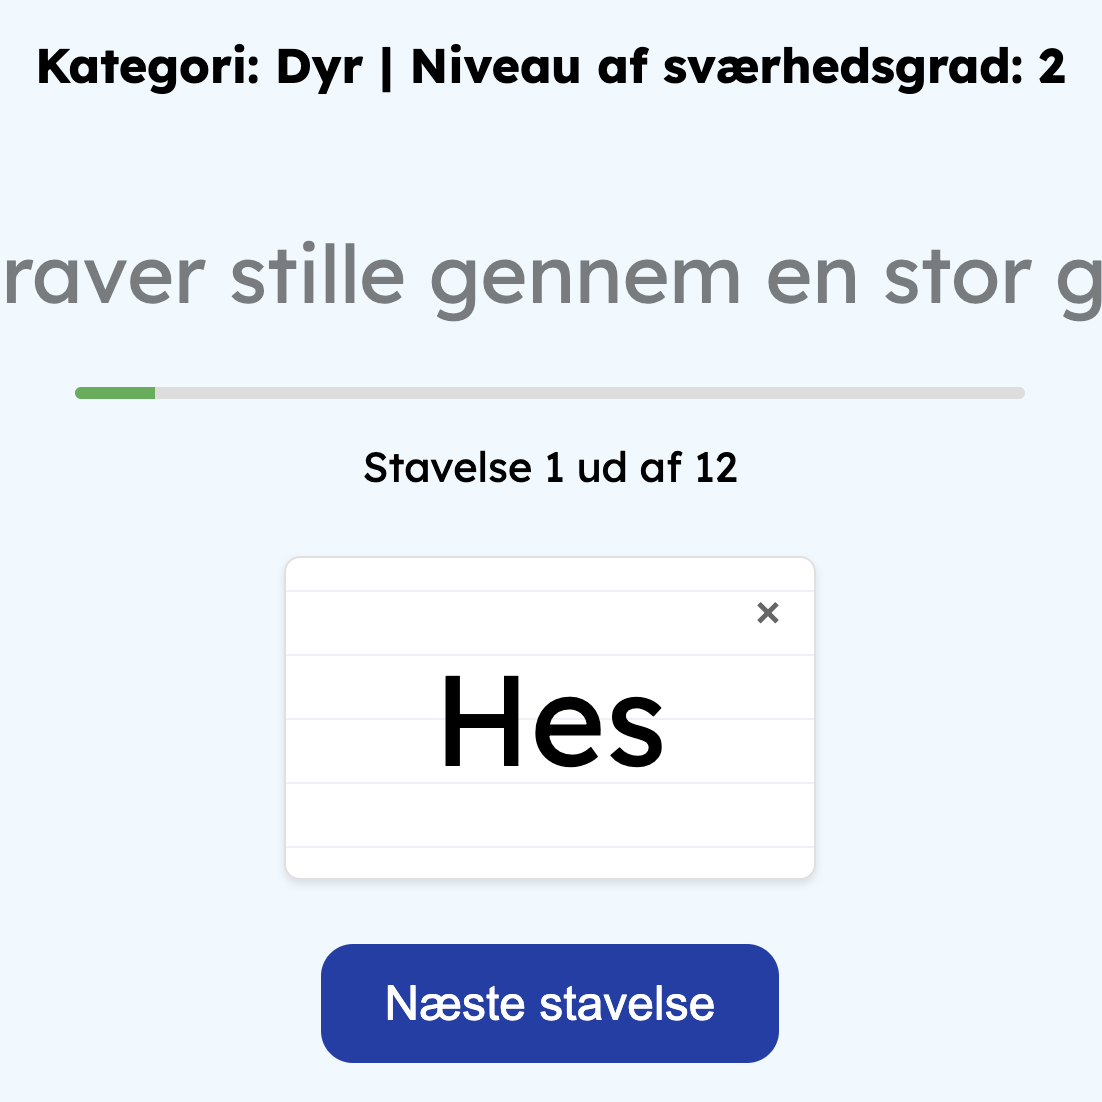 Kategori: Dyr | Niveau af sværhedsgrad: 2
raver stille gennem en stor g
Stavelse 1 ud af 12
×
Hes
Næste stavelse